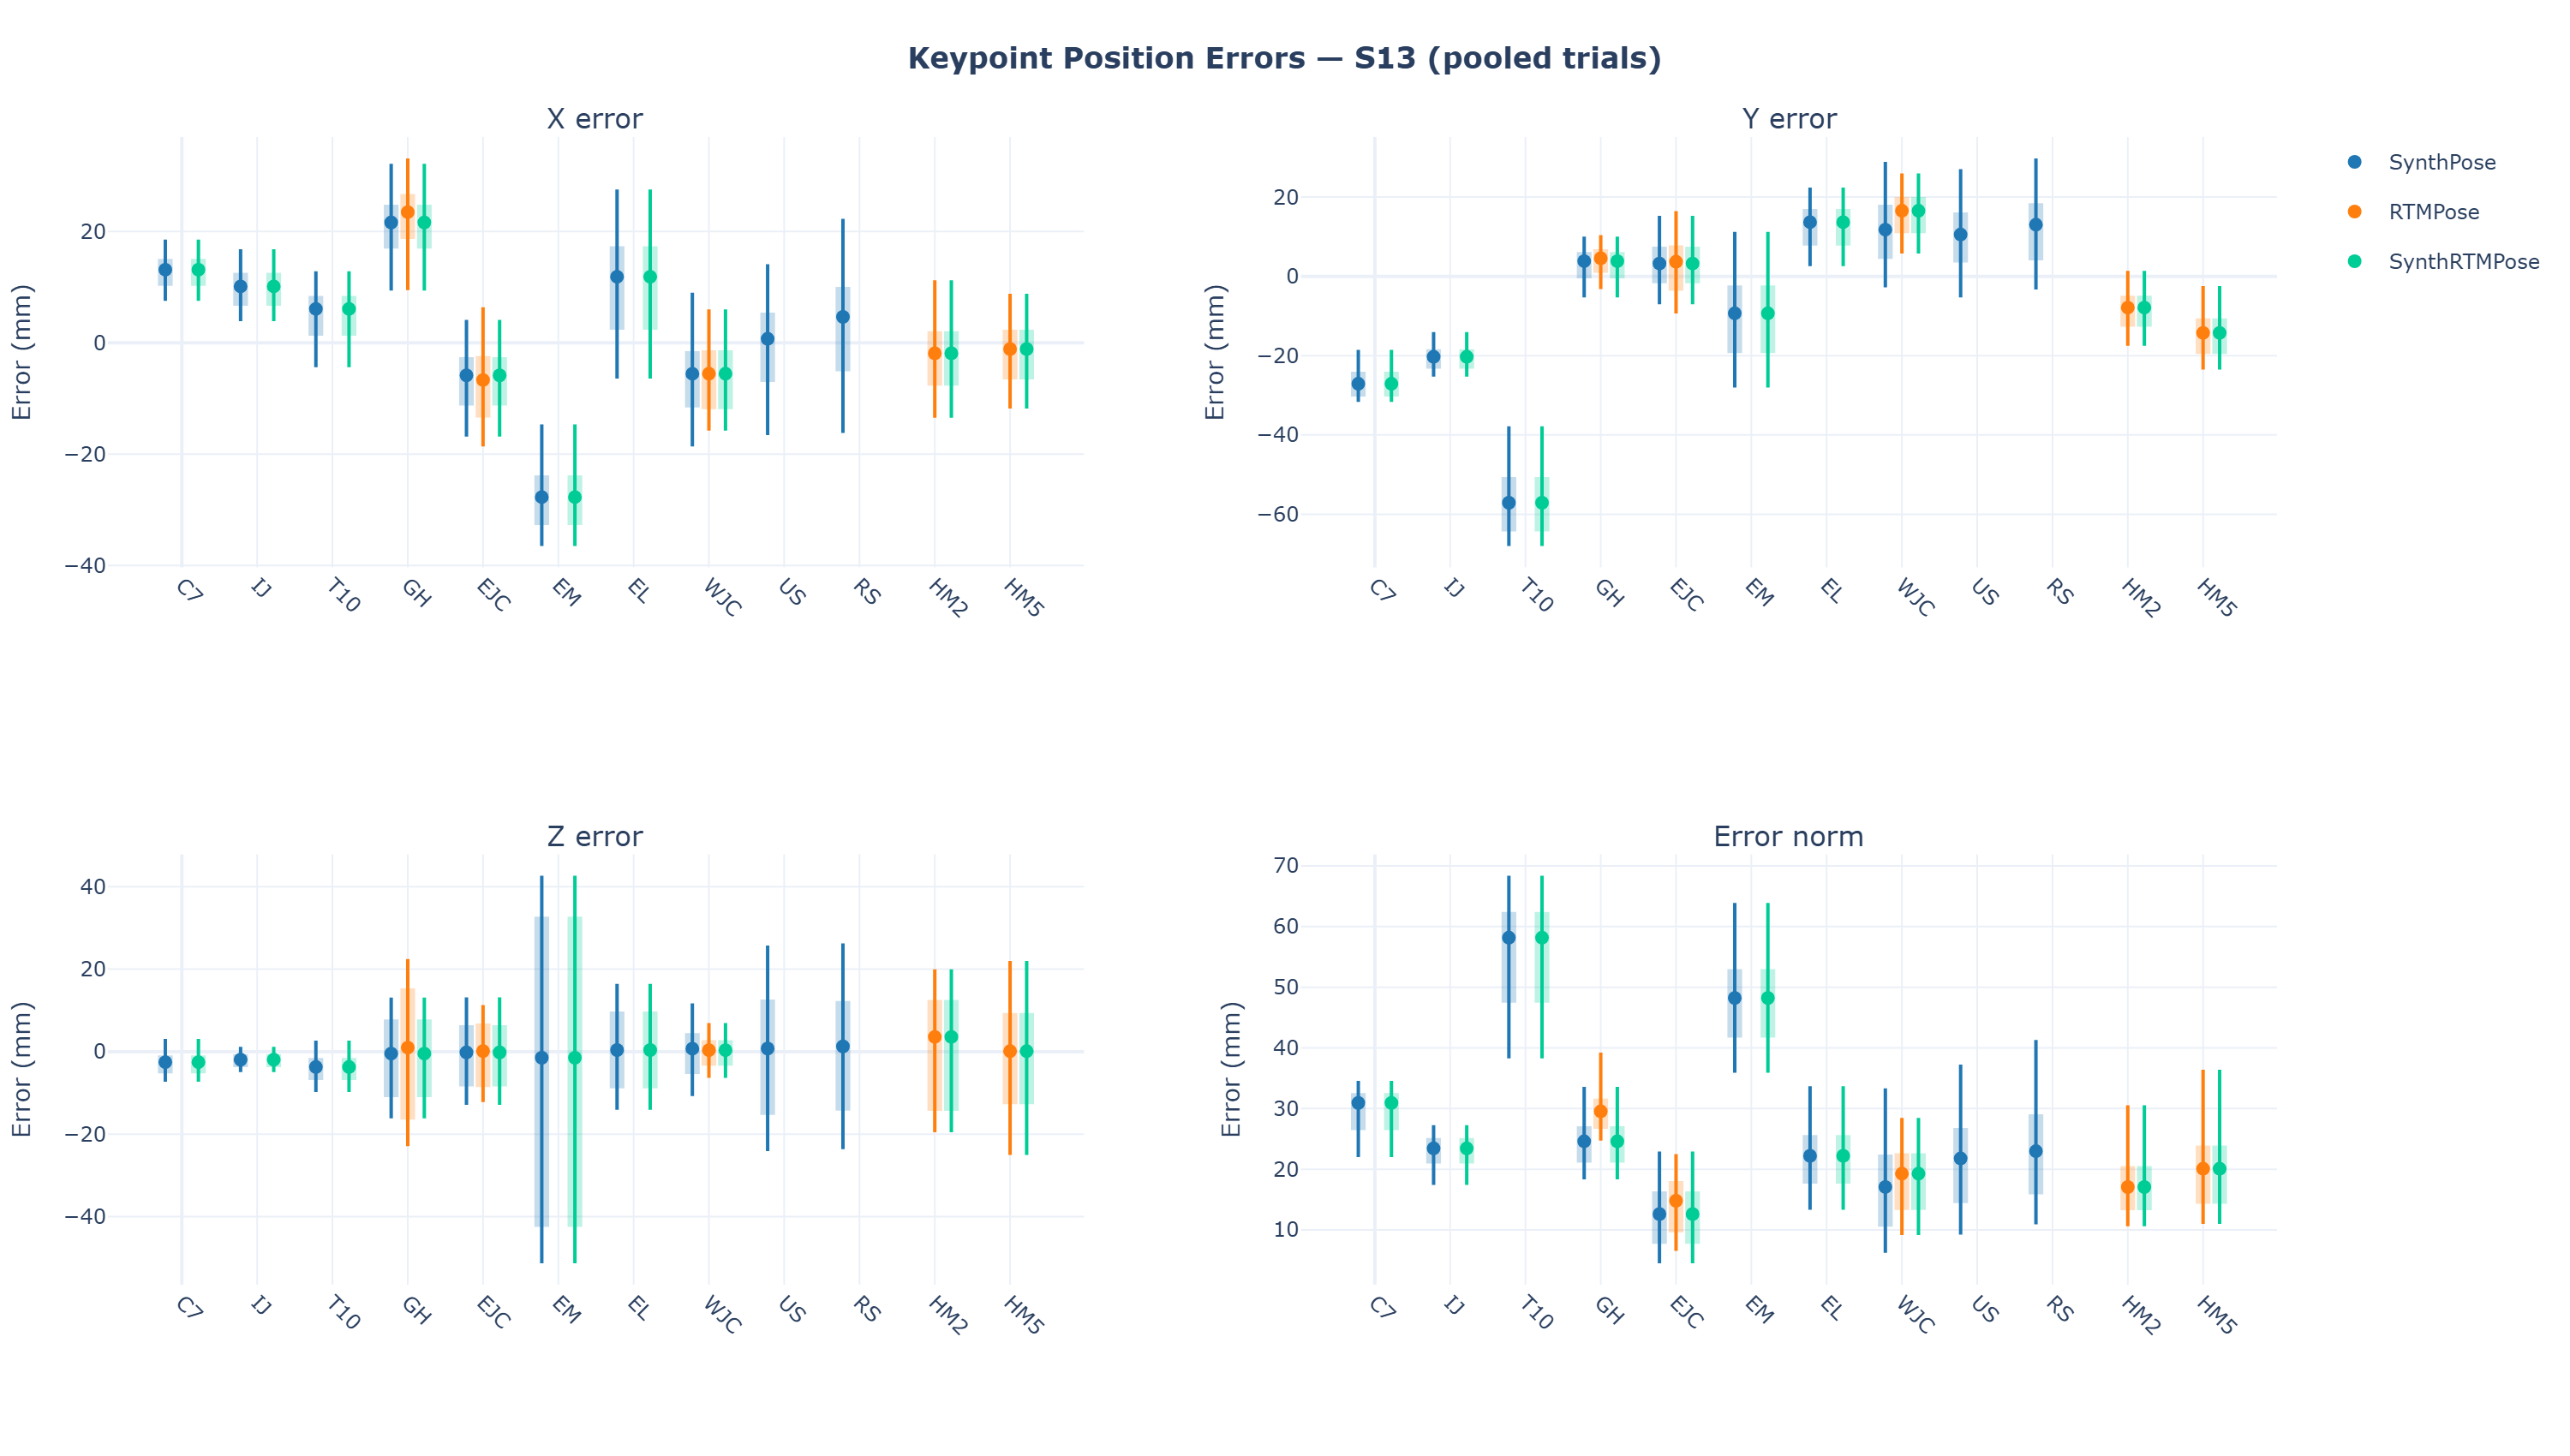 Keypoint Position Errors — S13 (pooled trials)
X error
Error (mm)
20
0
−20
−40
C7
IJ
T10
GH
EJC
EM
EL
WJC
US
RS
HM2
HM5
Y error
Error (mm)
20
0
−20
−40
−60
C7
IJ
T10
GH
EJC
EM
EL
WJC
US
RS
HM2
HM5
SynthPose
RTMPose
SynthRTMPose
Z error
Error (mm)
40
20
0
−20
−40
C7
IJ
T10
GH
EJC
EM
EL
WJC
US
RS
HM2
HM5
Error norm
Error (mm)
70
60
50
40
30
20
10
C7
IJ
T10
GH
EJC
EM
EL
WJC
US
RS
HM2
HM5